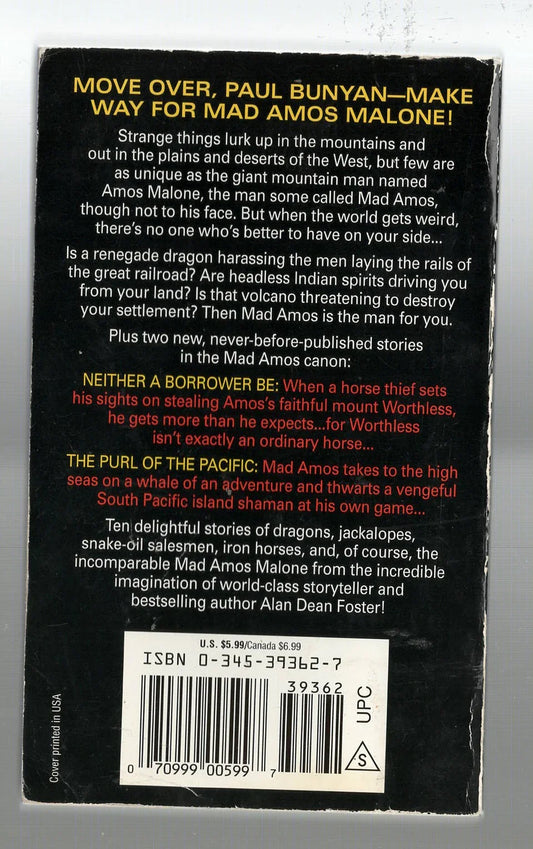 MOVE OVER, PAUL BUNYAN—MAKE
WAY FOR MAD AMOS MALONE!
Strange things lurk up in the mountains and
out in the plains and deserts of the West, but few are
as unique as the giant mountain man named
Amos Malone, the man some called Mad Amos,
though not to his face. But when the world gets weird,
there's no one who's better to have on your side...
Is a renegade dragon harassing the men laying the rails of
the great railroad? Are headless Indian spirits driving you
from your land? Is that volcano threatening to destroy
your settlement? Then Mad Amos is the man for you.
Plus two new, never-before-published stories
in the Mad Amos canon:
NEITHER A BORROWER BE: When a horse thief sets
his sights on stealing Amos's faithful mount Worthless,
he gets more than he expects...for Worthless
isn't exactly an ordinary horse...
THE PURL OF THE PACIFIC: Mad Amos takes to the high
seas on a whale of an adventure and thwarts a vengeful
South Pacific island shaman at his own game...
Ten delightful stories of dragons, jackalopes,
snake-oil salesmen, iron horses, and, of course, the
incomparable Mad Amos Malone from the incredible
imagination of world-class storyteller and
bestselling author Alan Dean Foster!
U.S. $5.99/Canada $6.99
ISBN 0-345-39362-7
39362
0 70999 00599 7
UPC
S
Cover printed in USA